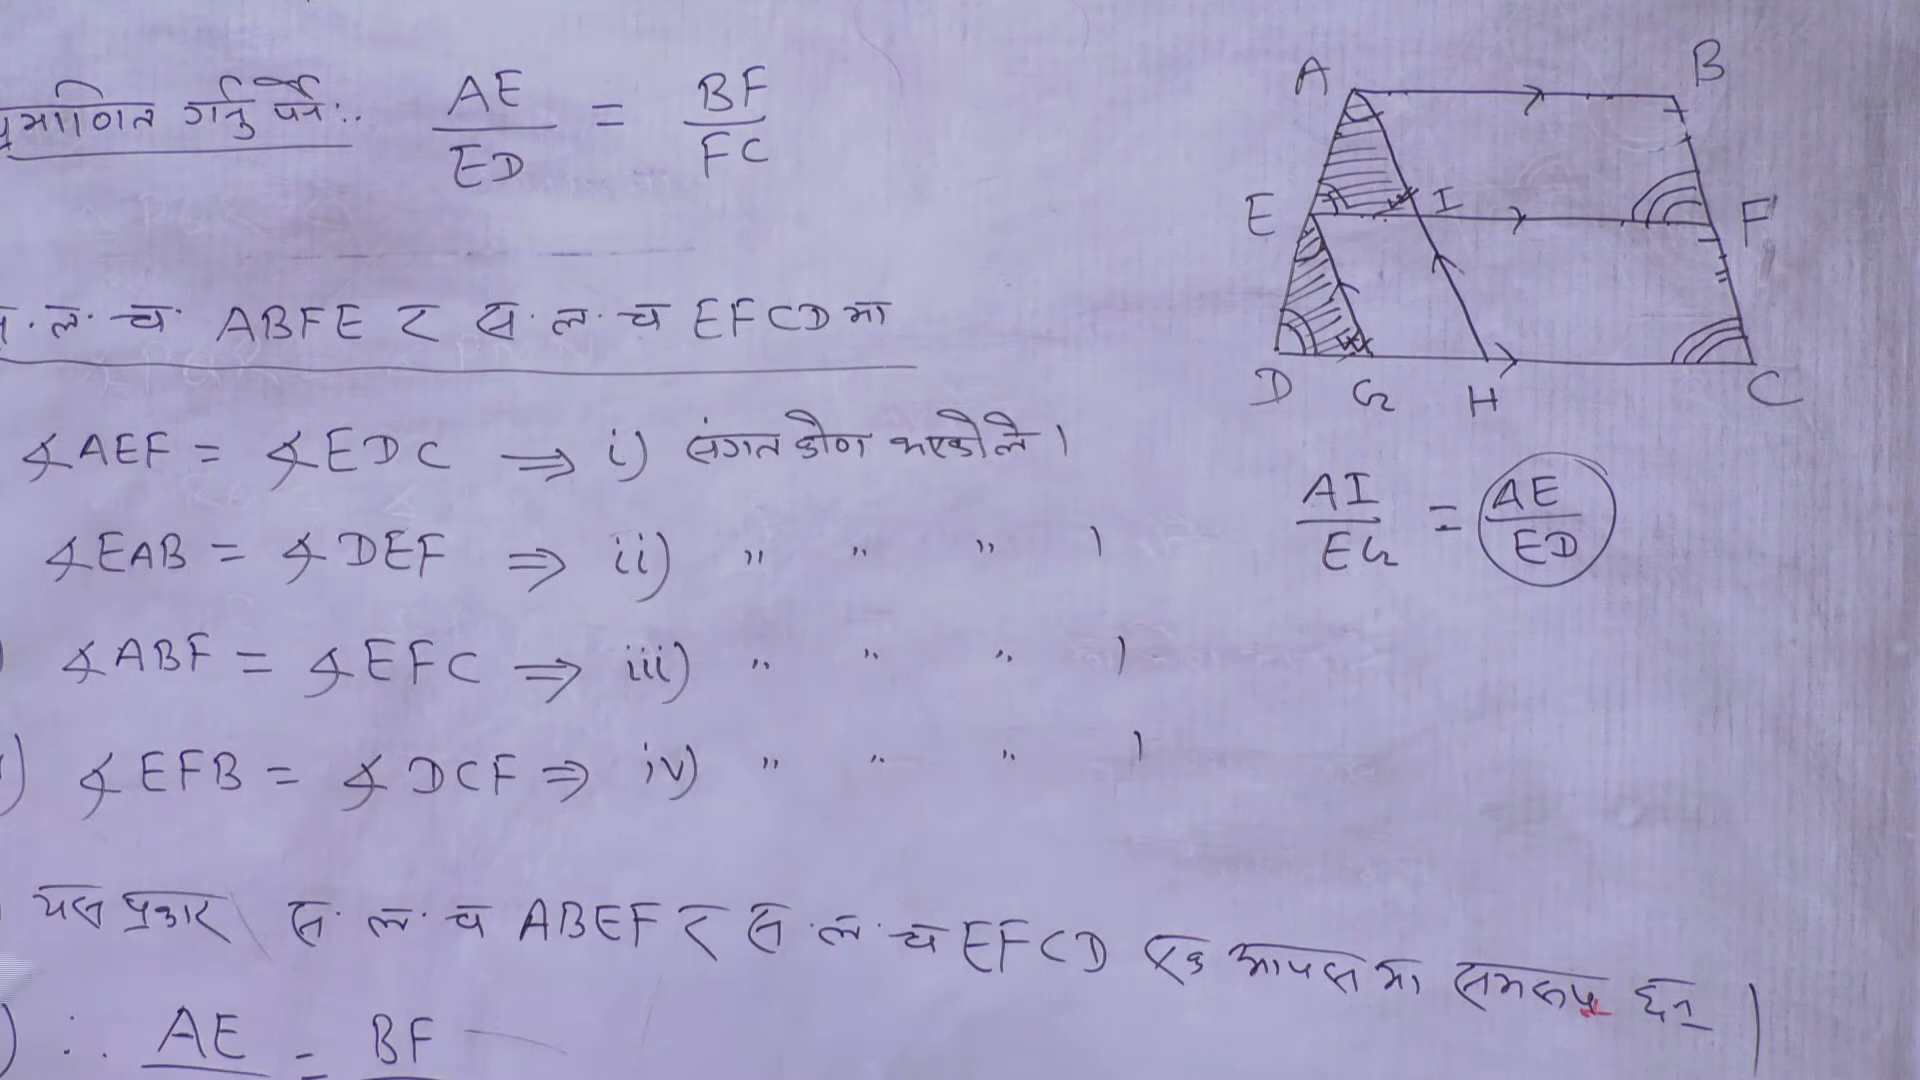 प्रमाणित गर्नु पर्ने:. AE/ED = BF/FC
स. ल. च. ABFE र स. ल. च EFCD मा
∡AEF = ∡EDC ⇒ i) संगत कोण भएकोले।
∡EAB = ∡DEF ⇒ ii) " " " ।
∡ABF = ∡EFC ⇒ iii) " " " ।
) ∡EFB = ∡DCF ⇒ iv) " " " ।
यस प्रकार स. ल. च ABEF र स. ल. च EFCD एक आपसमा समरूप छन् ।
) ∴ AE = BF
A B
E I F
D G H C
AI/EG = AE/ED